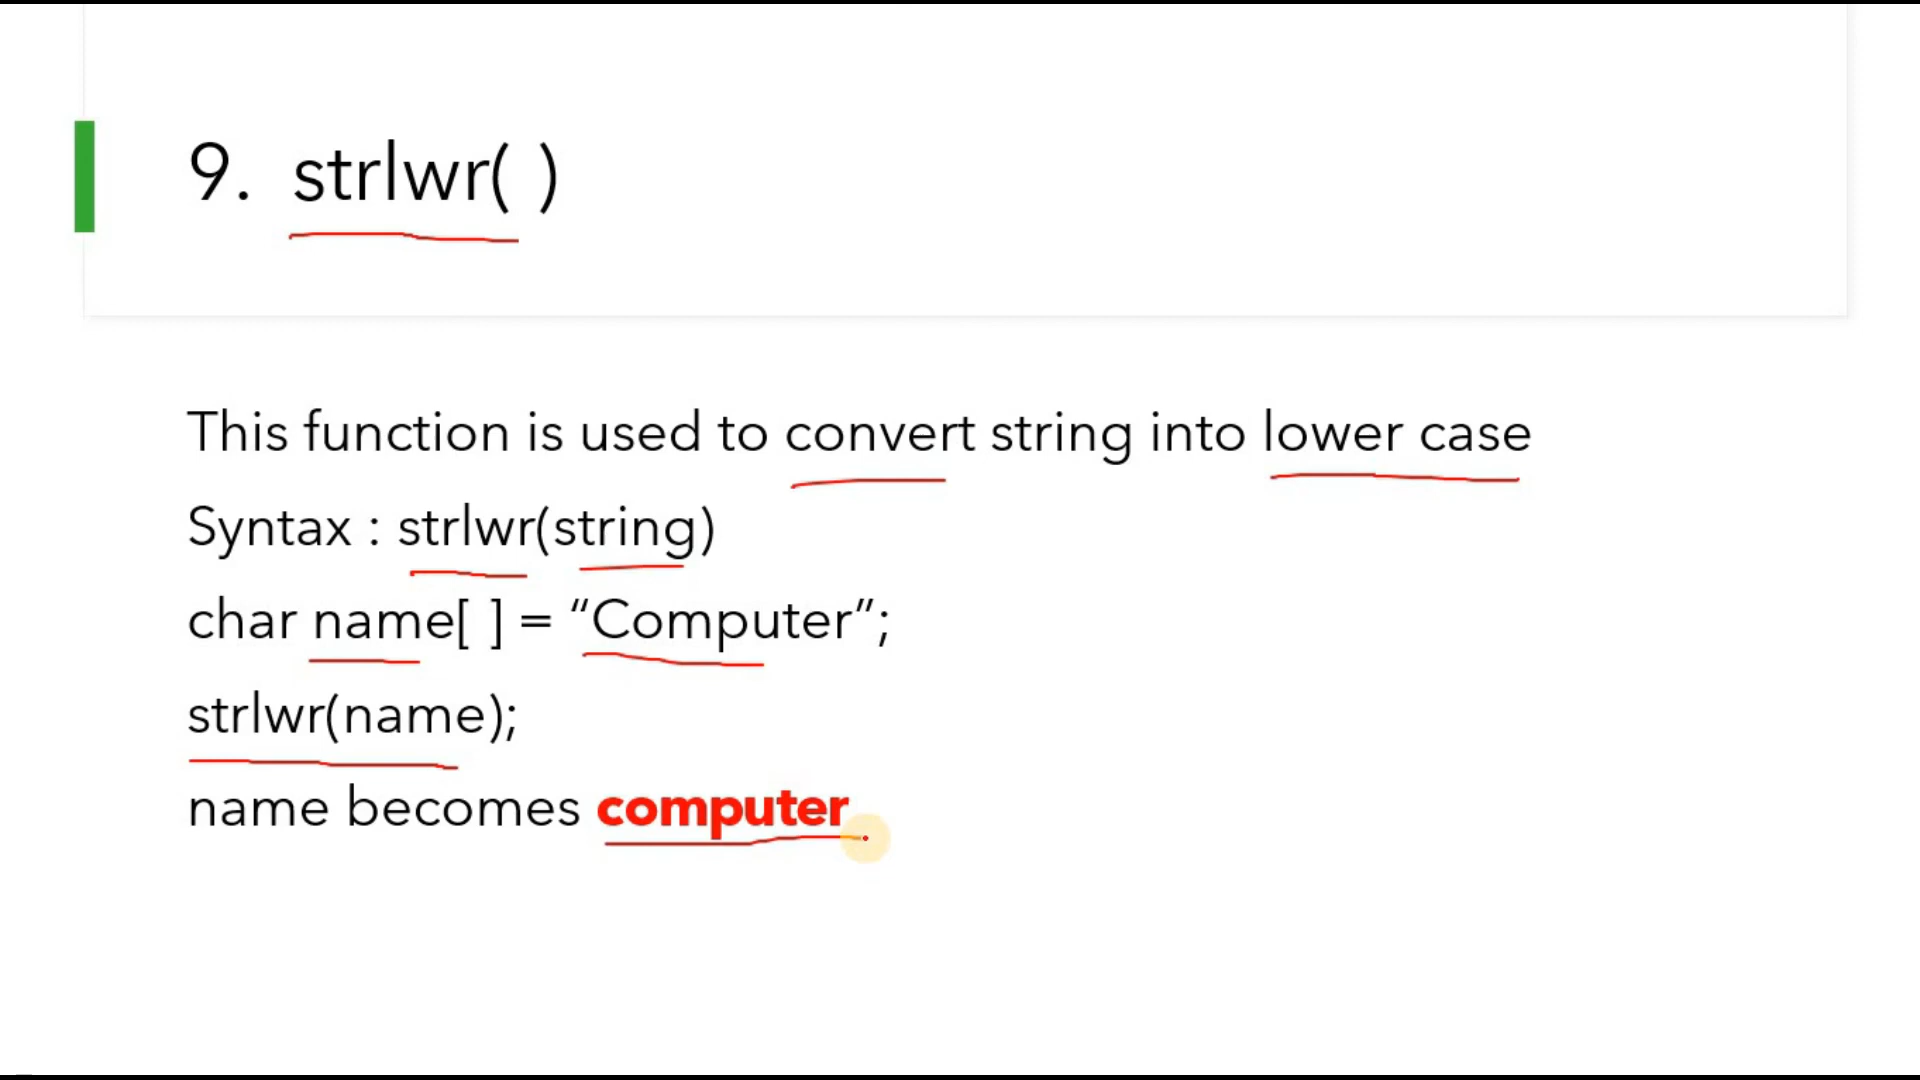 9. strlwr( )
This function is used to convert string into lower case
Syntax : strlwr(string)
char name[ ] = “Computer”;
strlwr(name);
name becomes computer